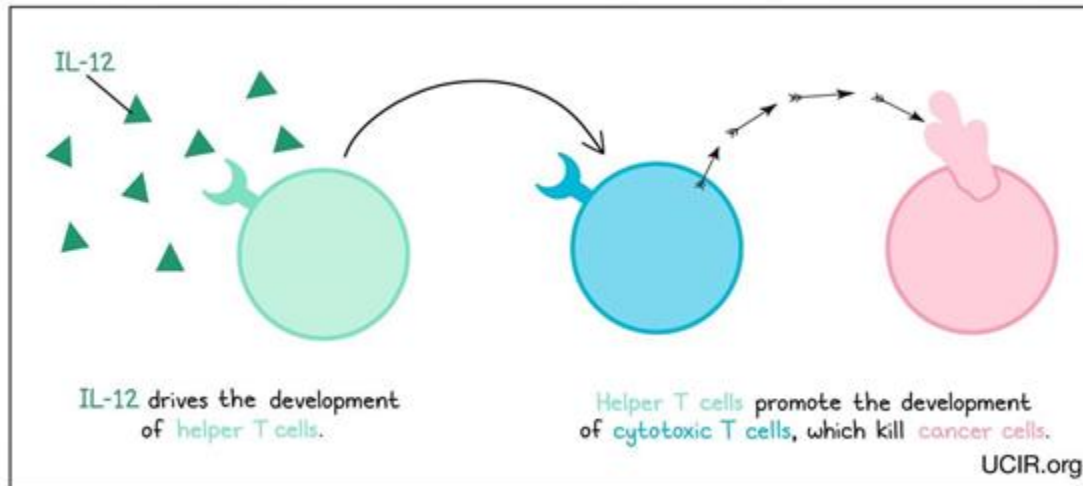 IL-12
IL-12 drives the development
of helper T cells.
Helper T cells promote the development
of cytotoxic T cells, which kill cancer cells.
UCIR.org